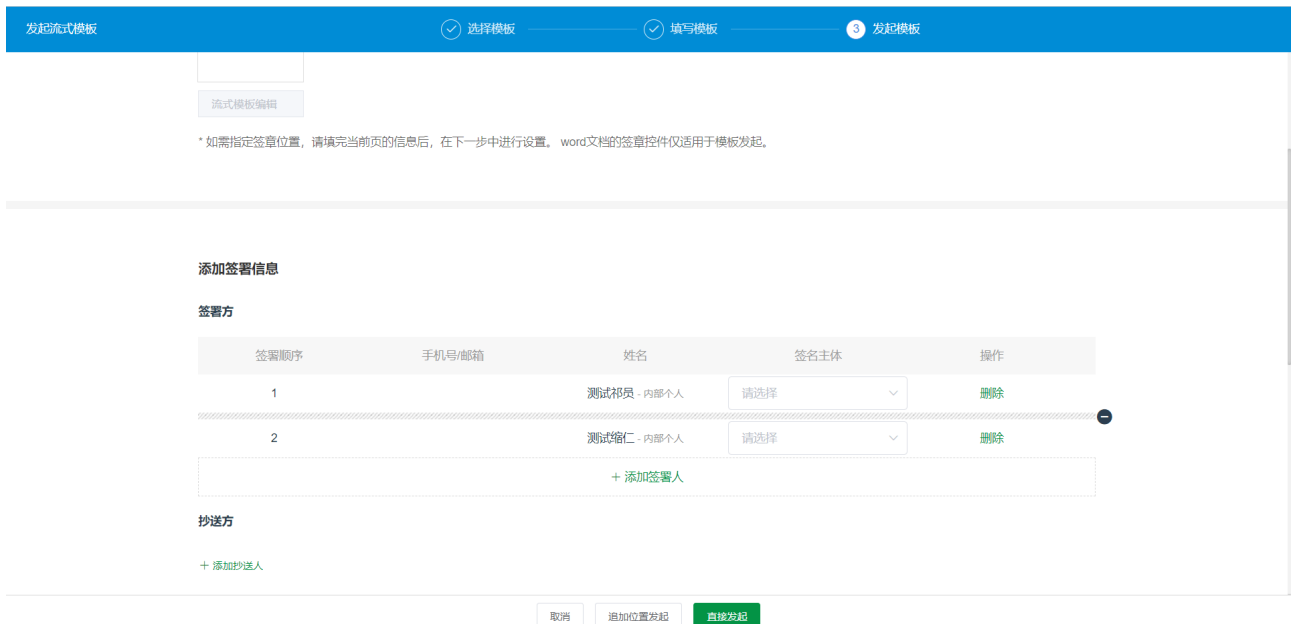 发起流式模板 选择模板 填写模板 3 发起模板
流式模板编辑
* 如需指定签章位置，请填完当前页的信息后，在下一步中进行设置。 word文档的签章控件仅适用于模板发起。
添加签署信息
签署方
签署顺序 手机号/邮箱 姓名 签名主体 操作
1 测试祁员 - 内部个人 请选择 删除
2 测试缩仁 - 内部个人 请选择 删除
+ 添加签署人
抄送方
+ 添加抄送人
取消 追加位置发起 直接发起